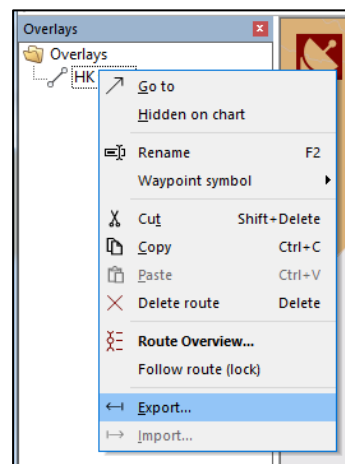 Overlays
Overlays
HK
Go to
Hidden on chart
Rename F2
Waypoint symbol
Cut Shift+Delete
Copy Ctrl+C
Paste Ctrl+V
Delete route Delete
Route Overview...
Follow route (lock)
Export...
Import...